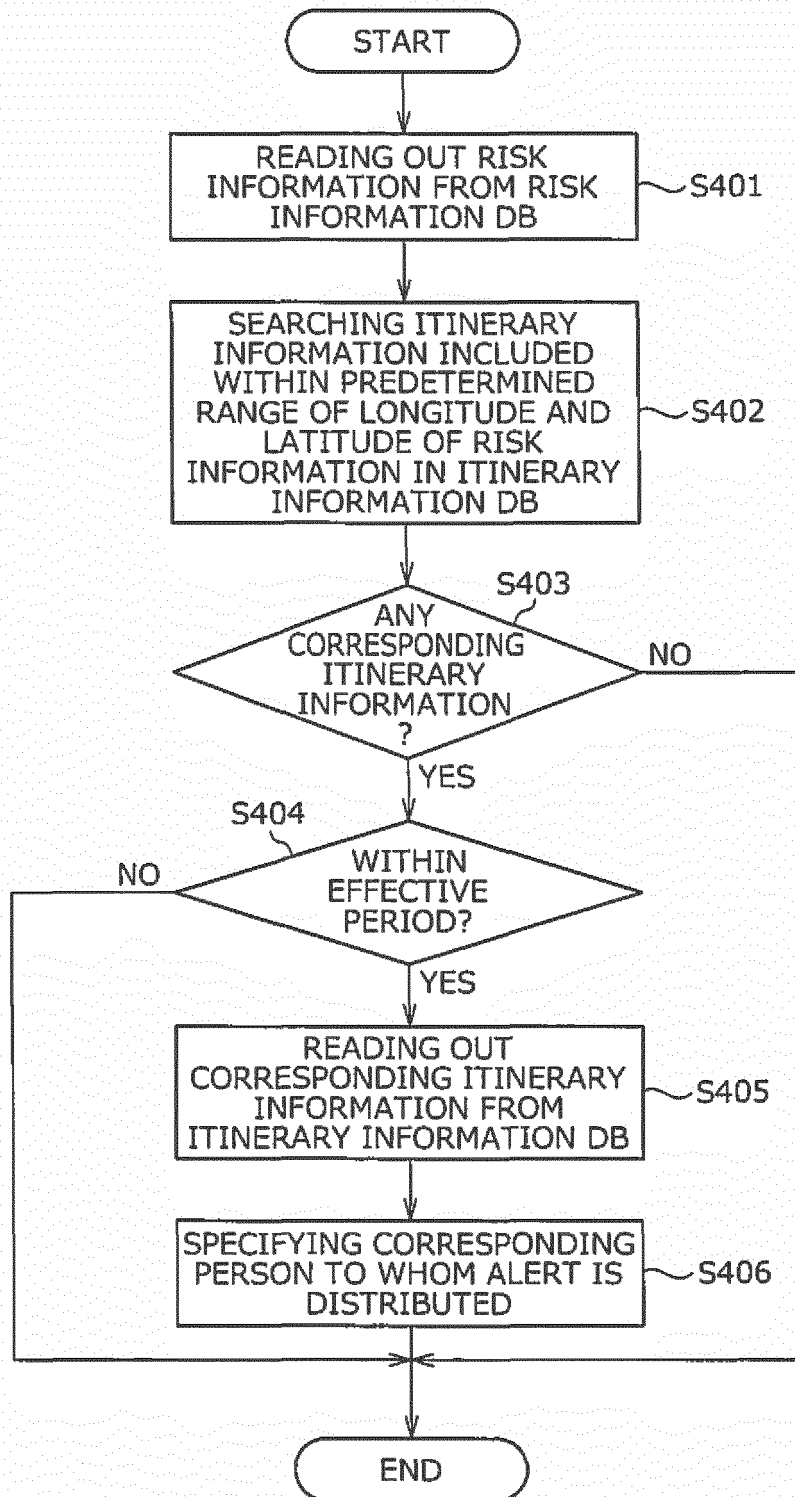 START
READING OUT RISK
INFORMATION FROM RISK
INFORMATION DB
S401
SEARCHING ITINERARY
INFORMATION INCLUDED
WITHIN PREDETERMINED
RANGE OF LONGITUDE AND
LATITUDE OF RISK
INFORMATION IN ITINERARY
INFORMATION DB
S402
S403
ANY
CORRESPONDING
ITINERARY
INFORMATION
?
NO
YES
S404
WITHIN
EFFECTIVE
PERIOD?
NO
YES
READING OUT
CORRESPONDING ITINERARY
INFORMATION FROM
ITINERARY INFORMATION DB
S405
SPECIFYING CORRESPONDING
PERSON TO WHOM ALERT IS
DISTRIBUTED
S406
END